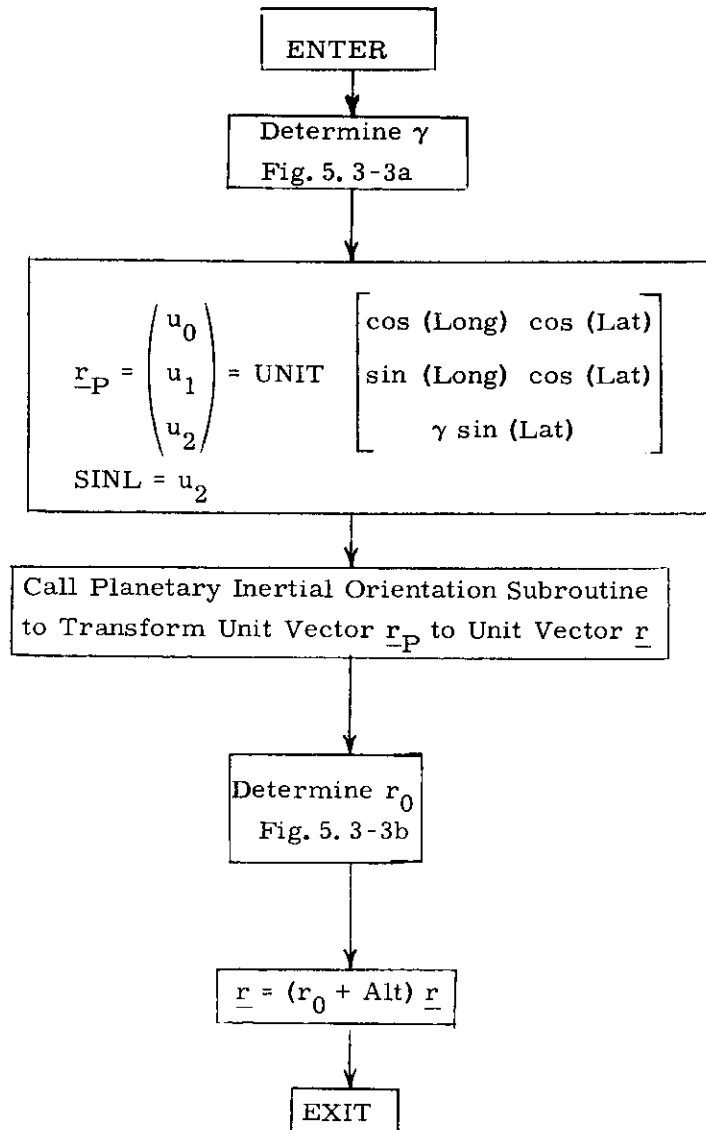 ENTER
Determine γ
Fig. 5.3-3a
r_P = (u_0 u_1 u_2) = UNIT [cos (Long) cos (Lat)
sin (Long) cos (Lat)
γ sin (Lat)]
SINL = u_2
Call Planetary Inertial Orientation Subroutine
to Transform Unit Vector r_P to Unit Vector r
Determine r_0
Fig. 5.3-3b
r = (r_0 + Alt) r
EXIT